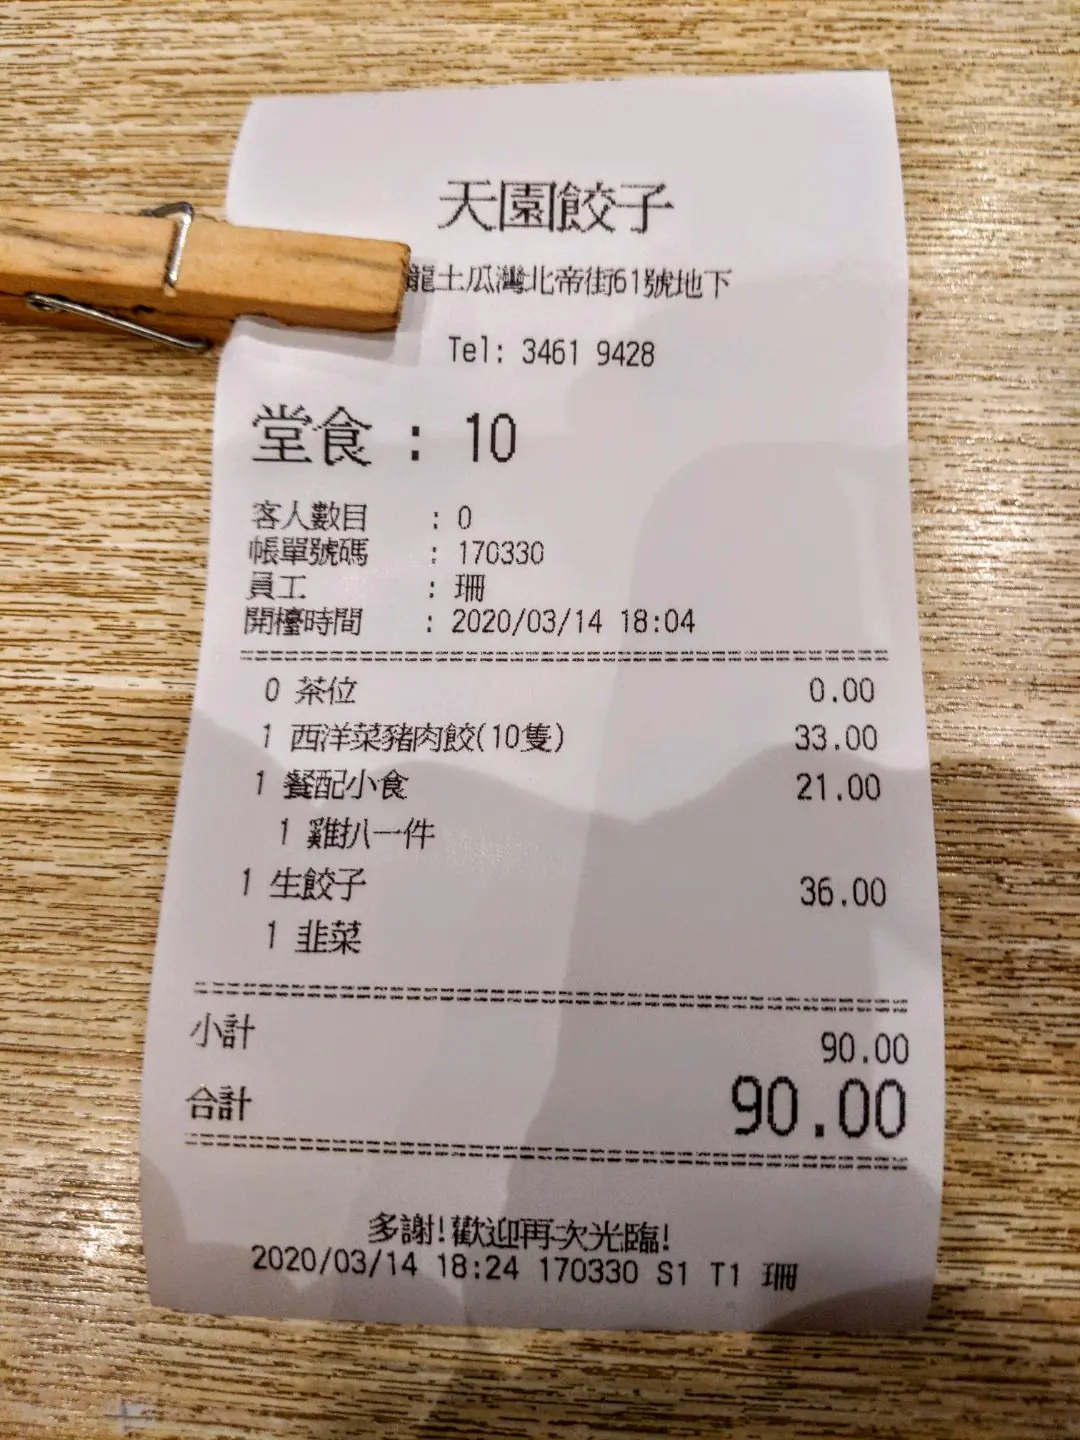 天園餃子
龍土瓜灣北帝街61號地下
Tel: 3461 9428
堂食 : 10
客人數目 : 0
帳單號碼 : 170330
員工 : 珊
開檯時間 : 2020/03/14 18:04
0 茶位 0.00
1 西洋菜豬肉餃(10隻) 33.00
1 餐配小食 21.00
1 雞扒一件
1 生餃子 36.00
1 韭菜
小計 90.00
合計 90.00
多謝!歡迎再次光臨!
2020/03/14 18:24 170330 S1 T1 珊